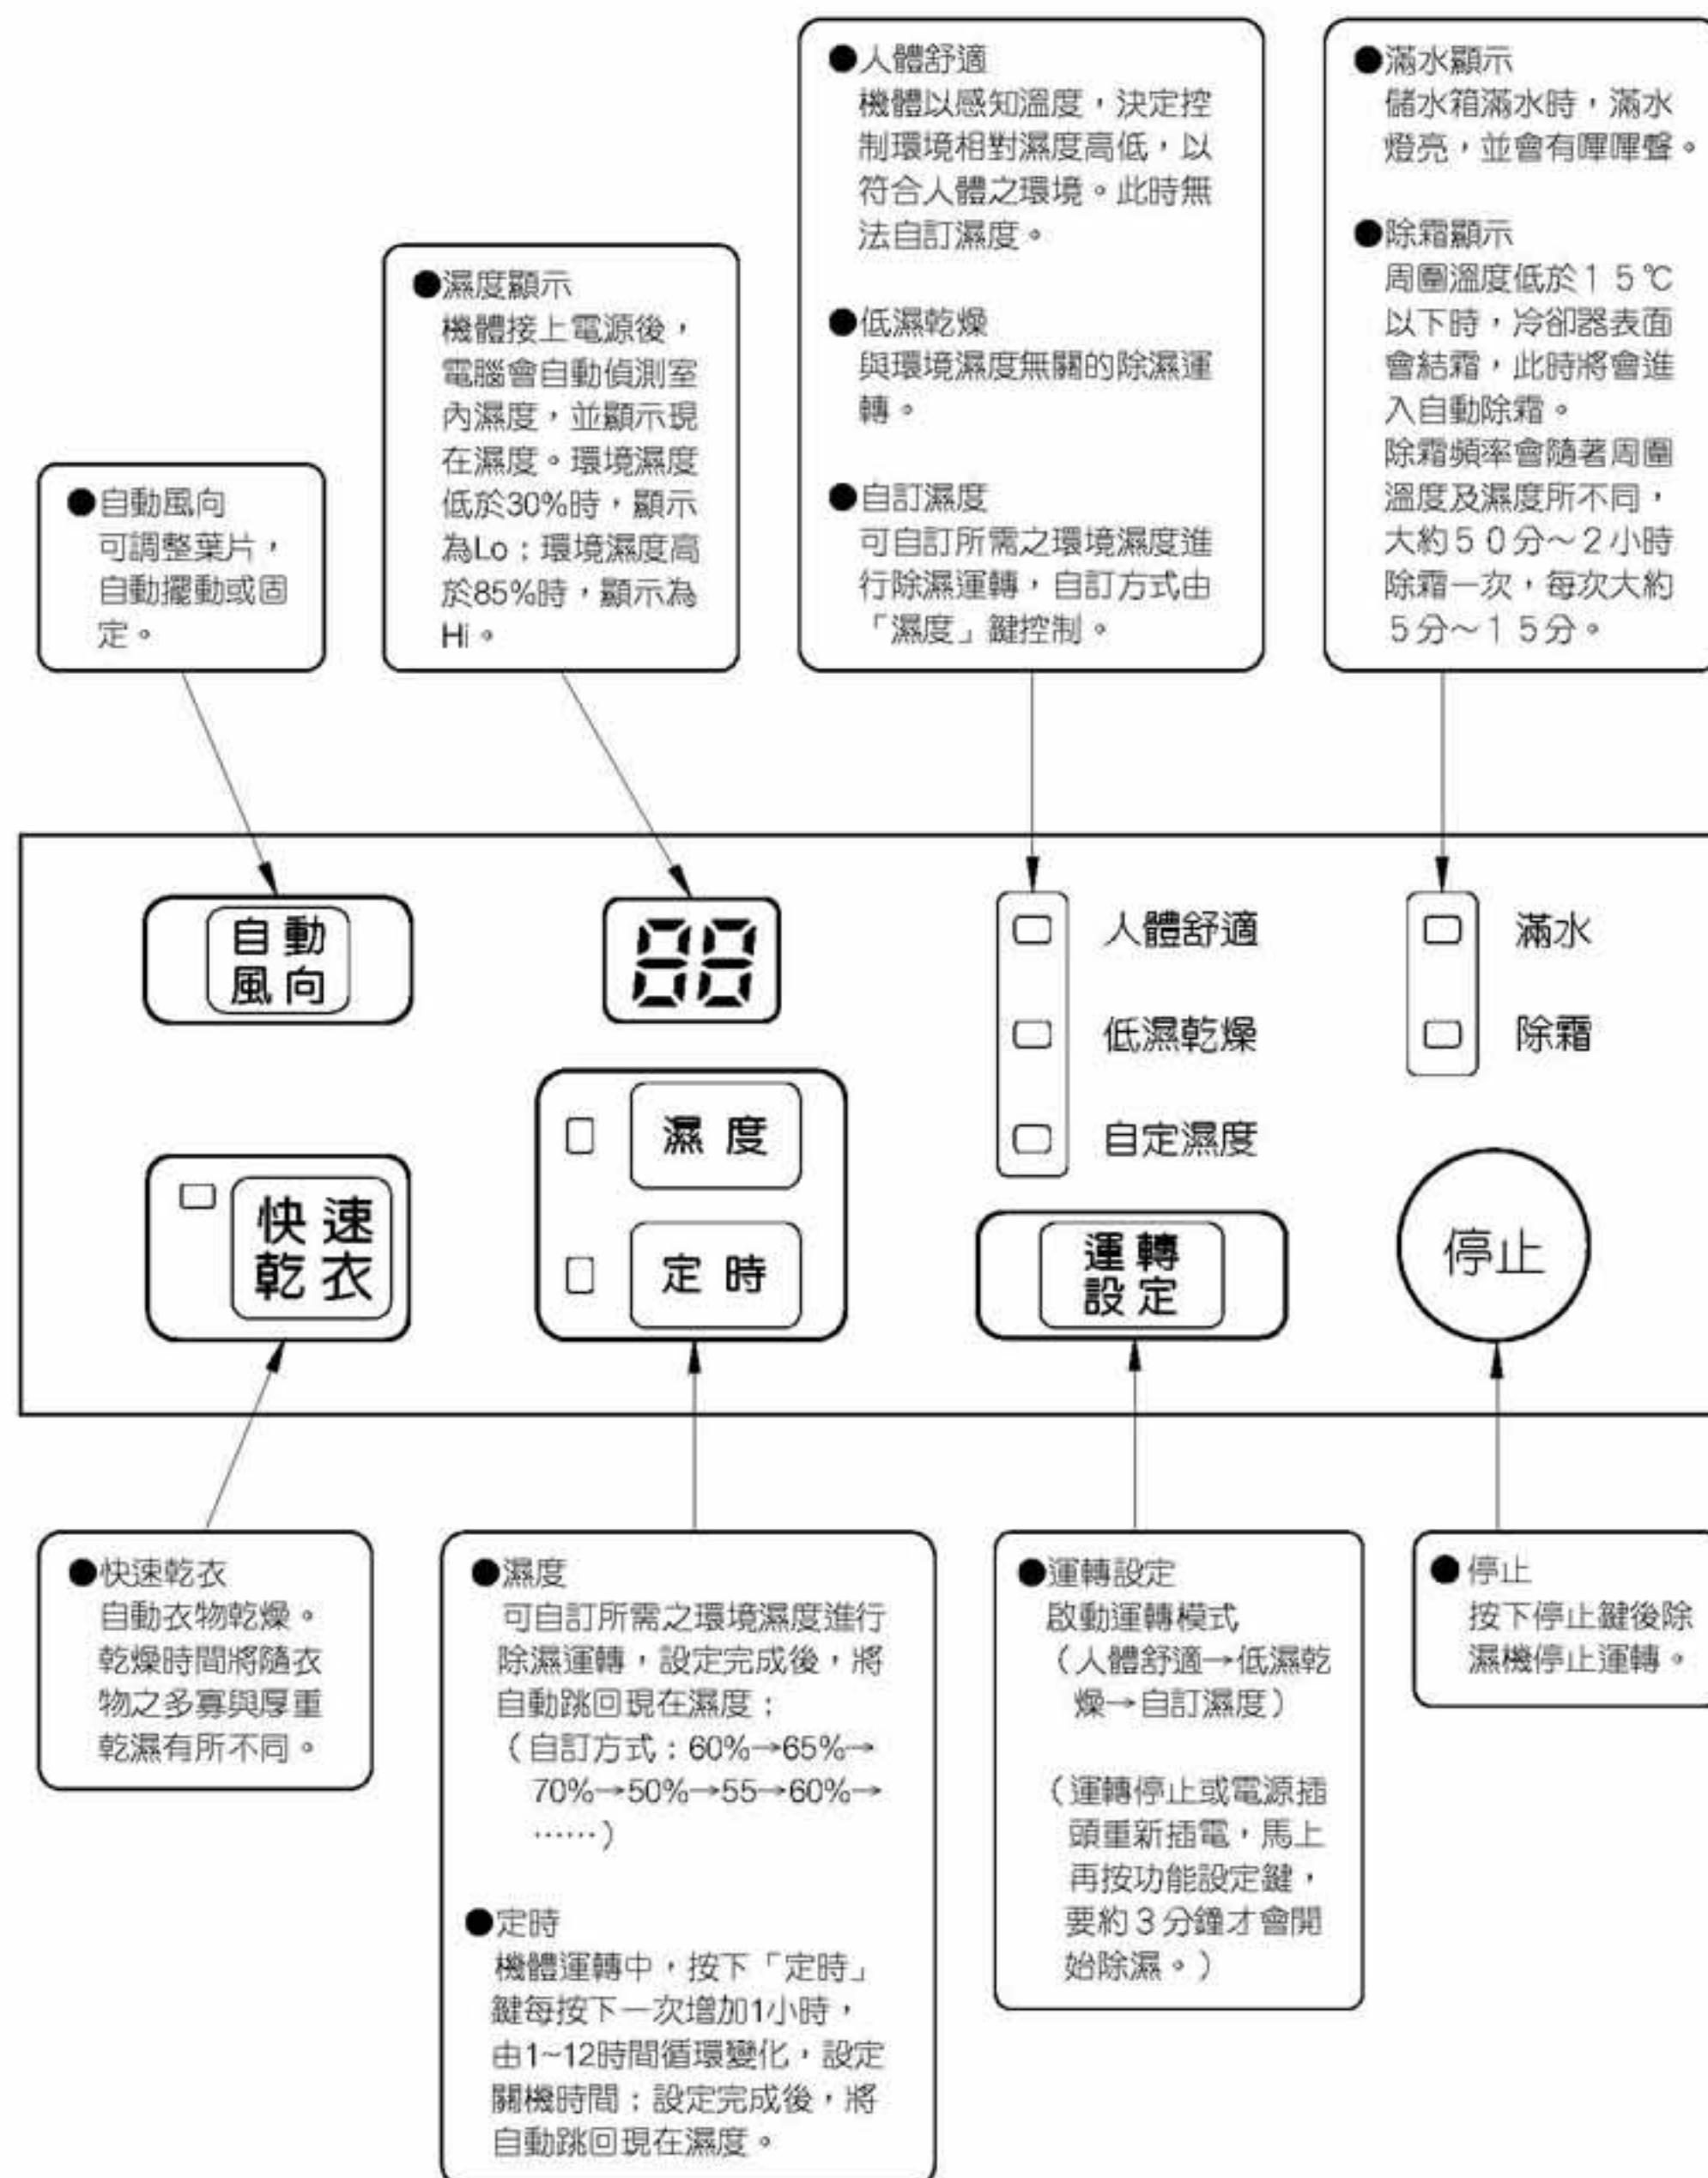 ●人體舒適
機體以感知溫度，決定控
制環境相對濕度高低，以
符合人體之環境。此時無
法自訂濕度。
●低濕乾燥
與環境濕度無關的除濕運
轉。
●自訂濕度
可自訂所需之環境濕度進
行除濕運轉，自訂方式由
「濕度」鍵控制。
●滿水顯示
儲水箱滿水時，滿水
燈亮，並會有嗶嗶聲。
●除霜顯示
周圍溫度低於１５℃
以下時，冷卻器表面
會結霜，此時將會進
入自動除霜。
除霜頻率會隨著周圍
溫度及濕度所不同，
大約５０分～２小時
除霜一次，每次大約
５分～１５分。
●濕度顯示
機體接上電源後，
電腦會自動偵測室
內濕度，並顯示現
在濕度。環境濕度
低於30%時，顯示
為Lo；環境濕度高
於85%時，顯示為
Hi。
●自動風向
可調整葉片，
自動擺動或固
定。
自動
風向
88
人體舒適
低濕乾燥
自定濕度
滿水
除霜
快速
乾衣
濕度
定時
運轉
設定
停止
●快速乾衣
自動衣物乾燥。
乾燥時間將隨衣
物之多寡與厚重
乾濕有所不同。
●濕度
可自訂所需之環境濕度進行
除濕運轉，設定完成後，將
自動跳回現在濕度；
（自訂方式：60%→65%→
70%→50%→55→60%→
……）
●定時
機體運轉中，按下「定時」
鍵每按下一次增加1小時，
由1~12時間循環變化，設定
關機時間；設定完成後，將
自動跳回現在濕度。
●運轉設定
啟動運轉模式
（人體舒適→低濕乾
燥→自訂濕度）
（運轉停止或電源插
頭重新插電，馬上
再按功能設定鍵，
要約３分鐘才會開
始除濕。）
●停止
按下停止鍵後除
濕機停止運轉。